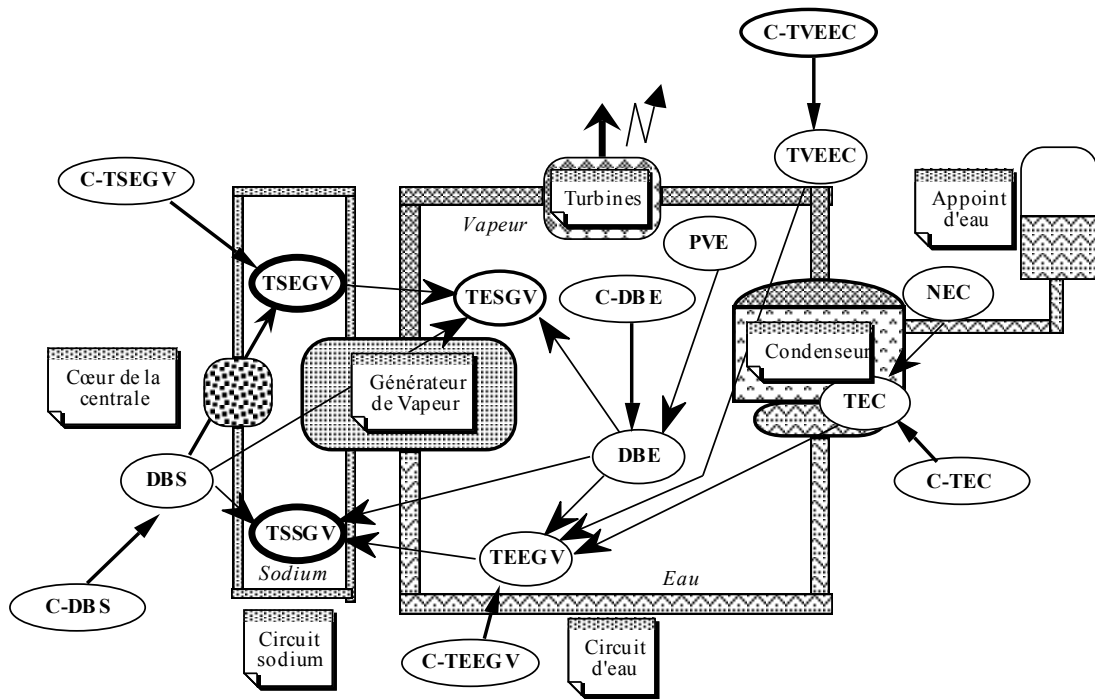 C-TVEEC
TVEEC
C-TSEGV
Turbines
Appoint
d'eau
Vapeur
PVE
TSEGV
TESGV
C-DBE
NEC
Condenseur
Cœur de la
centrale
Générateur
de Vapeur
TEC
DBS
DBE
C-TEC
TSSGV
TEEGV
Sodium
Eau
C-DBS
Circuit
sodium
C-TEEGV
Circuit
d'eau